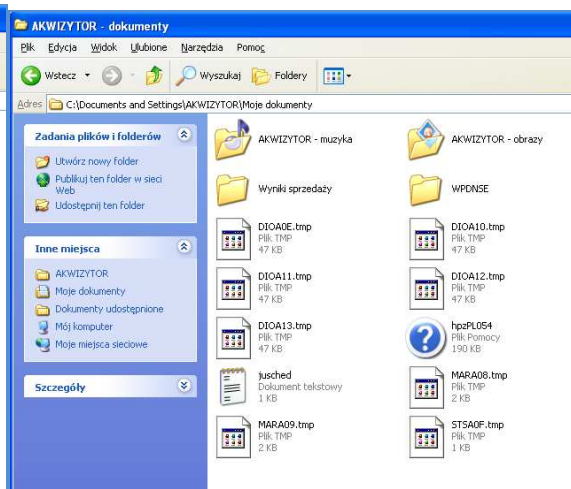 AKWIZYTOR - dokumenty
Plik Edycja Widok Ulubione Narzędzia Pomoc
Wstecz Wyszukaj Foldery
Adres C:\Documents and Settings\AKWIZYTOR\Moje dokumenty
Zadania plików i folderów
Utwórz nowy folder
Publikuj ten folder w sieci
Web
Udostępnij ten folder
Inne miejsca
AKWIZYTOR
Moje dokumenty
Dokumenty udostępnione
Mój komputer
Moje miejsca sieciowe
Szczegóły
AKWIZYTOR - muzyka
AKWIZYTOR - obrazy
Wyniki sprzedaży
WPDNSE
DIOA0E.tmp
Plik TMP
47 KB
DIOA10.tmp
Plik TMP
47 KB
DIOA11.tmp
Plik TMP
47 KB
DIOA12.tmp
Plik TMP
47 KB
DIOA13.tmp
Plik TMP
47 KB
hpzPL054
Plik Pomocy
190 KB
jusched
Dokument tekstowy
1 KB
MARA08.tmp
Plik TMP
2 KB
MARA09.tmp
Plik TMP
2 KB
STSA0F.tmp
Plik TMP
1 KB